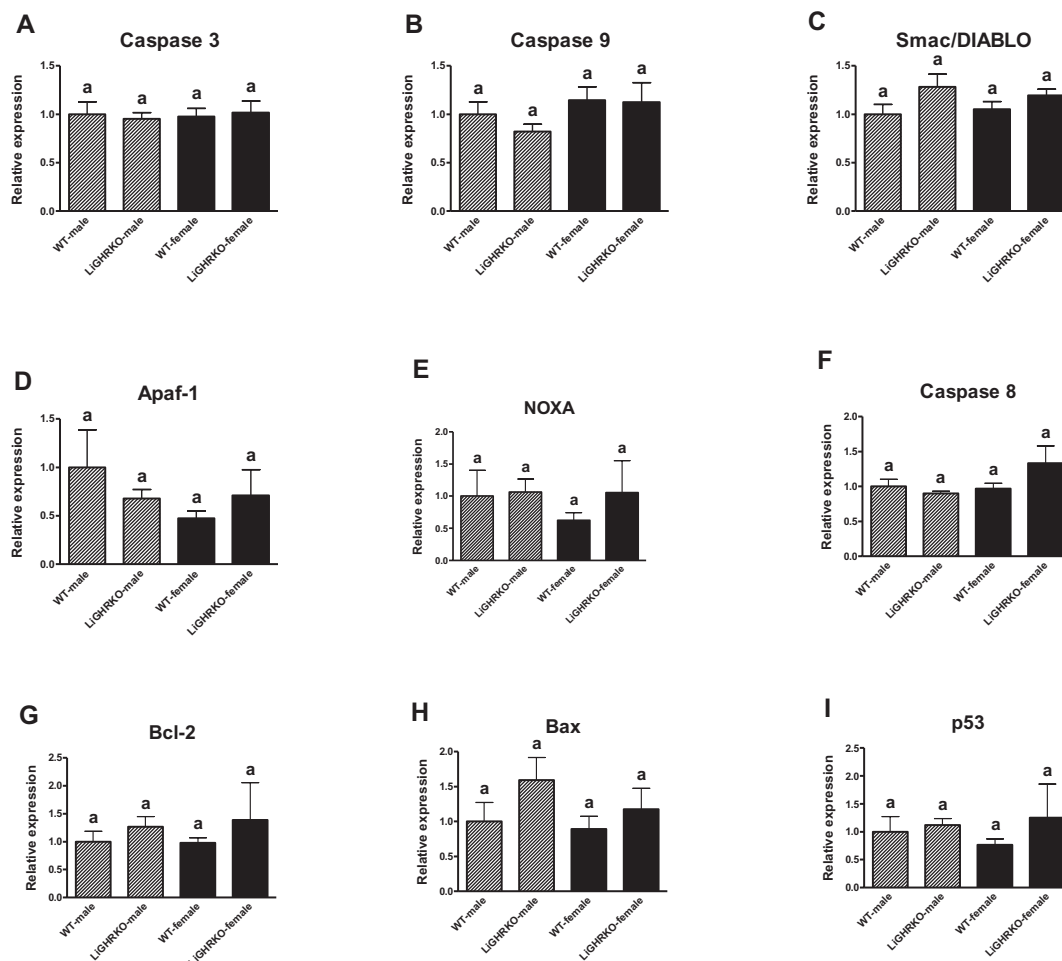 A
Caspase 3
Relative expression
1.5
1.0
0.5
0.0
a
a
a
a
WT-male
LiGHRKO-male
WT-female
LiGHRKO-female
B
Caspase 9
Relative expression
1.5
1.0
0.5
0.0
a
a
a
a
WT-male
LiGHRKO-male
WT-female
LiGHRKO-female
C
Smac/DIABLO
Relative expression
1.5
1.0
0.5
0.0
a
a
a
a
WT-male
LiGHRKO-male
WT-female
LiGHRKO-female
D
Apaf-1
Relative expression
1.5
1.0
0.5
0.0
a
a
a
a
WT-male
LiGHRKO-male
WT-female
LiGHRKO-female
E
NOXA
Relative expression
2.0
1.5
1.0
0.5
0.0
a
a
a
a
WT-male
LiGHRKO-male
WT-female
LiGHRKO-female
F
Caspase 8
Relative expression
2.0
1.5
1.0
0.5
0.0
a
a
a
a
WT-male
LiGHRKO-male
WT-female
LiGHRKO-female
G
Bcl-2
Relative expression
2.5
2.0
1.5
1.0
0.5
0.0
a
a
a
a
WT-male
LiGHRKO-male
WT-female
LiGHRKO-female
H
Bax
Relative expression
2.0
1.5
1.0
0.5
0.0
a
a
a
a
WT-male
LiGHRKO-male
WT-female
LiGHRKO-female
I
p53
Relative expression
2.5
2.0
1.5
1.0
0.5
0.0
a
a
a
a
WT-male
LiGHRKO-male
WT-female
LiGHRKO-female